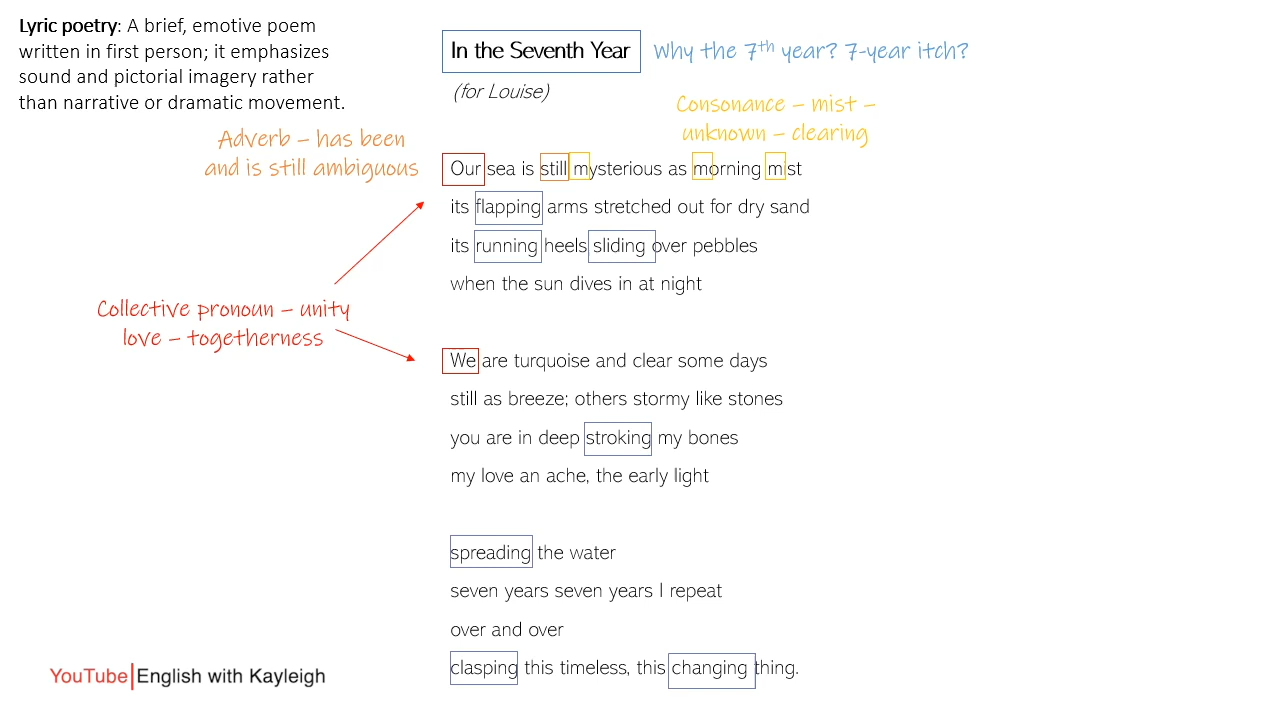 Lyric poetry: A brief, emotive poem
written in first person; it emphasizes
sound and pictorial imagery rather
than narrative or dramatic movement.
In the Seventh Year
Why the 7th year? 7-year itch?
(for Louise)
Consonance – mist –
unknown – clearing
Adverb – has been
and is still ambiguous
Our sea is still mysterious as morning mist
its flapping arms stretched out for dry sand
its running heels sliding over pebbles
when the sun dives in at night
Collective pronoun – unity
love – togetherness
We are turquoise and clear some days
still as breeze; others stormy like stones
you are in deep stroking my bones
my love an ache, the early light
spreading the water
seven years seven years I repeat
over and over
clasping this timeless, this changing thing.
YouTube|English with Kayleigh